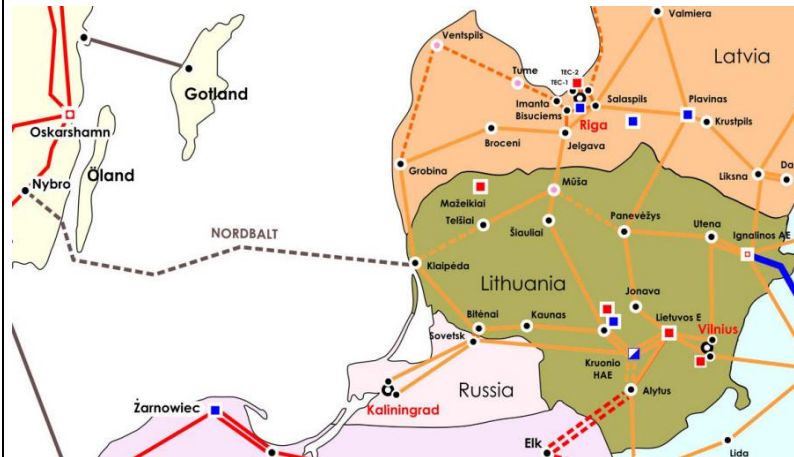 Ventspils
Valmiera
Latvia
Tume
TEC-2
TEC-1
Gotland
Imanta
Bisuciems
Riga
Salaspils
Plavinas
Krustpils
Oskarshamn
Broceni
Jelgava
Nybro
Öland
Grobina
Liksna
Da
Mūša
Mažeikiai
Telšiai
Šiauliai
Panevėžys
Utena
Ignalinos AE
NORDBALT
Klaipėda
Lithuania
Jonava
Bitėnai
Kaunas
Lietuvos E
Vilnius
Sovetsk
Kruonio
HAE
Russia
Alytus
Żarnowiec
Kaliningrad
Elk
Lida